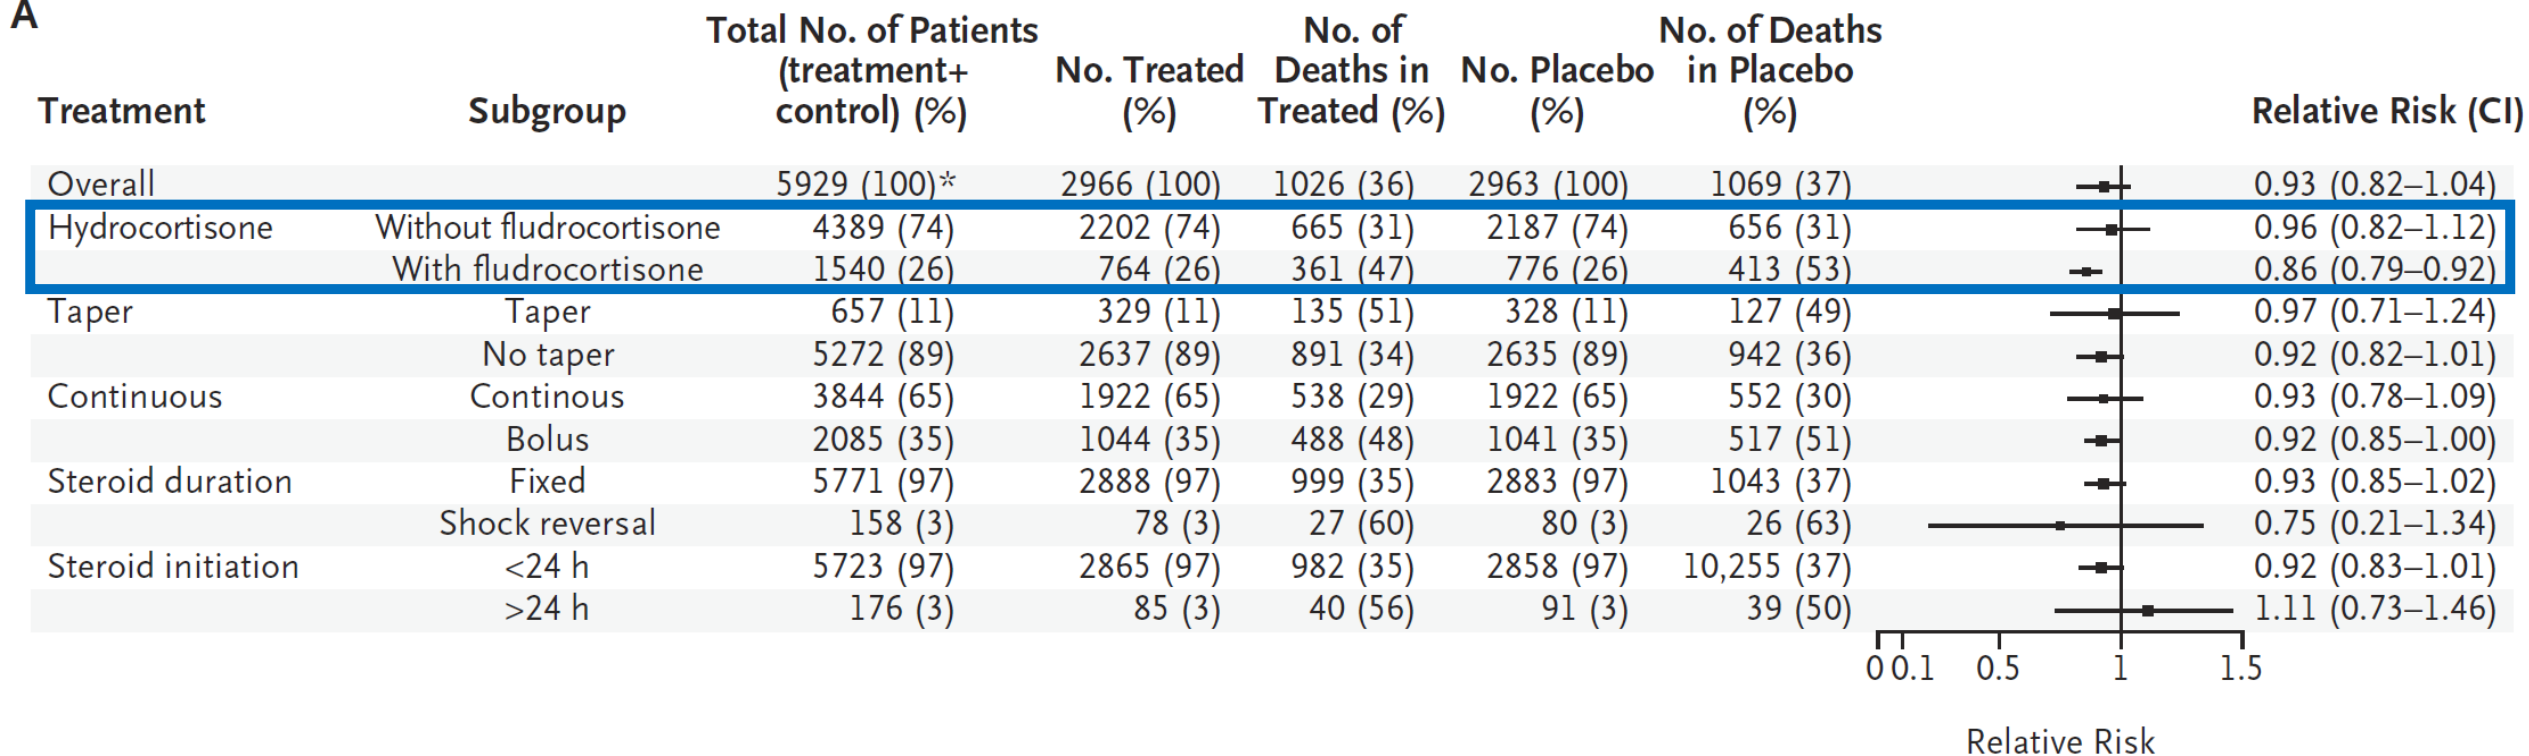 A
Total No. of Patients (treatment+ control) (%)
No. of Deaths in Treated (%)
No. of Deaths in Placebo (%)
Treatment Subgroup No. Treated (%) No. Placebo (%) Relative Risk (CI)
Overall 5929 (100)* 2966 (100) 1026 (36) 2963 (100) 1069 (37) 0.93 (0.82–1.04)
Hydrocortisone Without fludrocortisone 4389 (74) 2202 (74) 665 (31) 2187 (74) 656 (31) 0.96 (0.82–1.12)
With fludrocortisone 1540 (26) 764 (26) 361 (47) 776 (26) 413 (53) 0.86 (0.79–0.92)
Taper Taper 657 (11) 329 (11) 135 (51) 328 (11) 127 (49) 0.97 (0.71–1.24)
No taper 5272 (89) 2637 (89) 891 (34) 2635 (89) 942 (36) 0.92 (0.82–1.01)
Continuous Continous 3844 (65) 1922 (65) 538 (29) 1922 (65) 552 (30) 0.93 (0.78–1.09)
Bolus 2085 (35) 1044 (35) 488 (48) 1041 (35) 517 (51) 0.92 (0.85–1.00)
Steroid duration Fixed 5771 (97) 2888 (97) 999 (35) 2883 (97) 1043 (37) 0.93 (0.85–1.02)
Shock reversal 158 (3) 78 (3) 27 (60) 80 (3) 26 (63) 0.75 (0.21–1.34)
Steroid initiation <24 h 5723 (97) 2865 (97) 982 (35) 2858 (97) 10,255 (37) 0.92 (0.83–1.01)
>24 h 176 (3) 85 (3) 40 (56) 91 (3) 39 (50) 1.11 (0.73–1.46)
0 0.1 0.5 1 1.5
Relative Risk